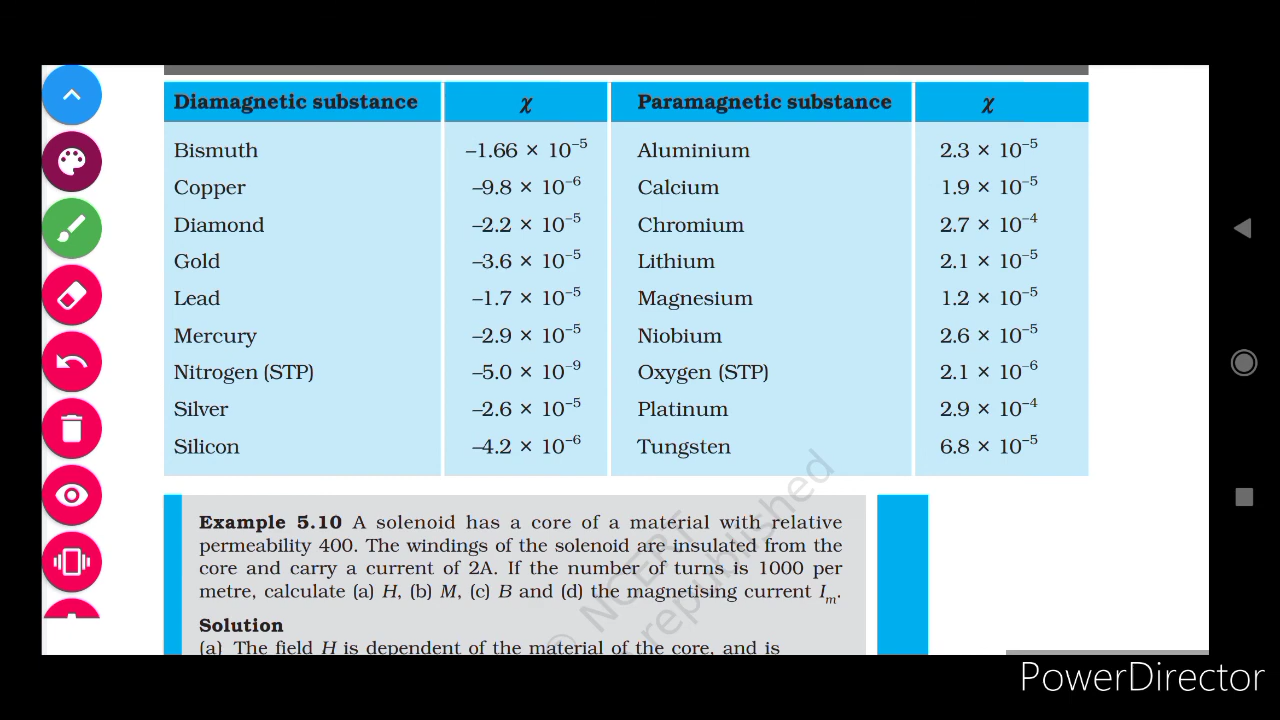 Diamagnetic substance χ Paramagnetic substance χ
Bismuth –1.66 × 10⁻⁵ Aluminium 2.3 × 10⁻⁵
Copper –9.8 × 10⁻⁶ Calcium 1.9 × 10⁻⁵
Diamond –2.2 × 10⁻⁵ Chromium 2.7 × 10⁻⁴
Gold –3.6 × 10⁻⁵ Lithium 2.1 × 10⁻⁵
Lead –1.7 × 10⁻⁵ Magnesium 1.2 × 10⁻⁵
Mercury –2.9 × 10⁻⁵ Niobium 2.6 × 10⁻⁵
Nitrogen (STP) –5.0 × 10⁻⁹ Oxygen (STP) 2.1 × 10⁻⁶
Silver –2.6 × 10⁻⁵ Platinum 2.9 × 10⁻⁴
Silicon –4.2 × 10⁻⁶ Tungsten 6.8 × 10⁻⁵
Example 5.10 A solenoid has a core of a material with relative
permeability 400. The windings of the solenoid are insulated from the
core and carry a current of 2A. If the number of turns is 1000 per
metre, calculate (a) H, (b) M, (c) B and (d) the magnetising current Iₘ.
Solution
(a) The field H is dependent of the material of the core, and is
© NCERT
republished
PowerDirector